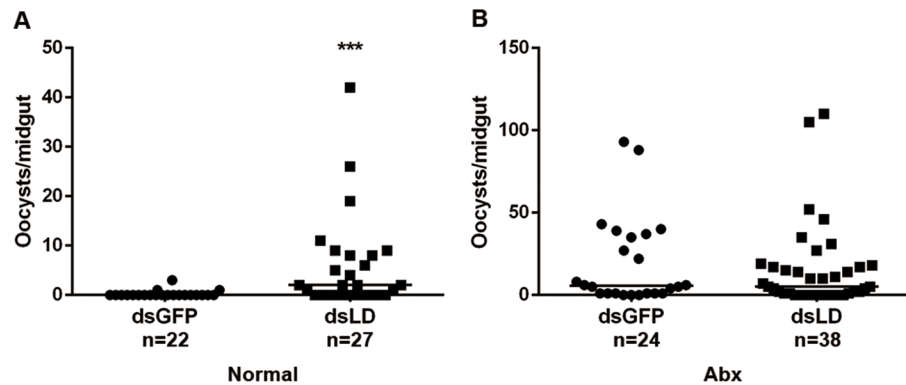 A
Oocysts/midgut
50
40
30
20
10
0
***
dsGFP
n=22
dsLD
n=27
Normal
B
Oocysts/midgut
150
100
50
0
dsGFP
n=24
dsLD
n=38
Abx